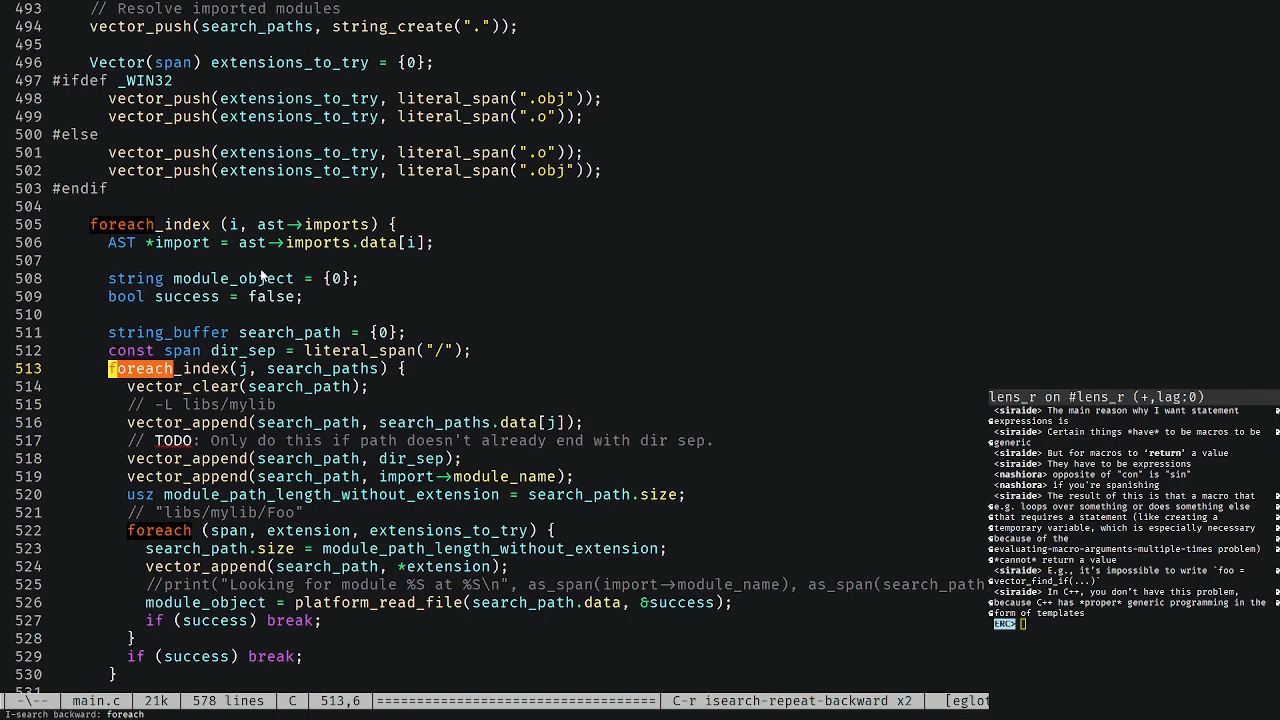 493     // Resolve imported modules
494     vector_push(search_paths, string_create("."));
495
496     Vector(span) extensions_to_try = {0};
497 #ifdef _WIN32
498       vector_push(extensions_to_try, literal_span(".obj"));
499       vector_push(extensions_to_try, literal_span(".o"));
500 #else
501       vector_push(extensions_to_try, literal_span(".o"));
502       vector_push(extensions_to_try, literal_span(".obj"));
503 #endif
504
505     foreach_index (i, ast->imports) {
506       AST *import = ast->imports.data[i];
507
508       string module_object = {0};
509       bool success = false;
510
511       string_buffer search_path = {0};
512       const span dir_sep = literal_span("/");
513       foreach_index(j, search_paths) {
514         vector_clear(search_path);
515         // -L libs/mylib
516         vector_append(search_path, search_paths.data[j]);
517         // TODO: Only do this if path doesn't already end with dir sep.
518         vector_append(search_path, dir_sep);
519         vector_append(search_path, import->module_name);
520         usz module_path_length_without_extension = search_path.size;
521         // "libs/mylib/Foo"
522         foreach (span, extension, extensions_to_try) {
523           search_path.size = module_path_length_without_extension;
524           vector_append(search_path, *extension);
525           //print("Looking for module %S at %S\n", as_span(import->module_name), as_span(search_path
526           module_object = platform_read_file(search_path.data, &success);
527           if (success) break;
528         }
529         if (success) break;
530       }
531
-\-- main.c 21k 578 lines C 513,6 ==============================  C-r isearch-repeat-backward x2 [eglot
I-search backward: foreach
lens_r on #lens_r (+,lag:0)
<siraide> The main reason why I want statement
expressions is
<siraide> Certain things *have* to be macros to be
generic
<siraide> But for macros to ‘return’ a value
<siraide> They have to be expressions
<nashiora> opposite of "con" is "sin"
<nashiora> if you're spanishing
<siraide> The result of this is that a macro that
e.g. loops over something or does something else
that requires a statement (like creating a
temporary variable, which is especially necessary
because of the
evaluating-macro-arguments-multiple-times problem)
*cannot* return a value
<siraide> E.g., it's impossible to write `foo =
vector_find_if(...)`
<siraide> In C++, you don't have this problem,
because C++ has *proper* generic programming in the
form of templates
ERC>